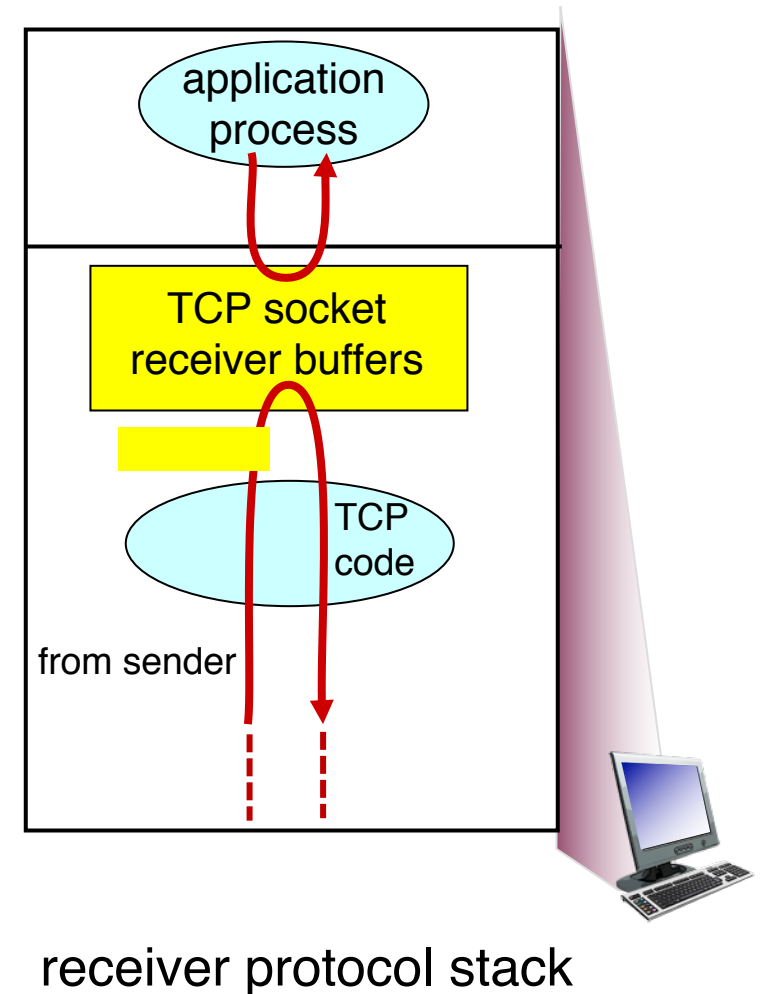 application
process
TCP socket
receiver buffers
TCP
code
from sender
receiver protocol stack